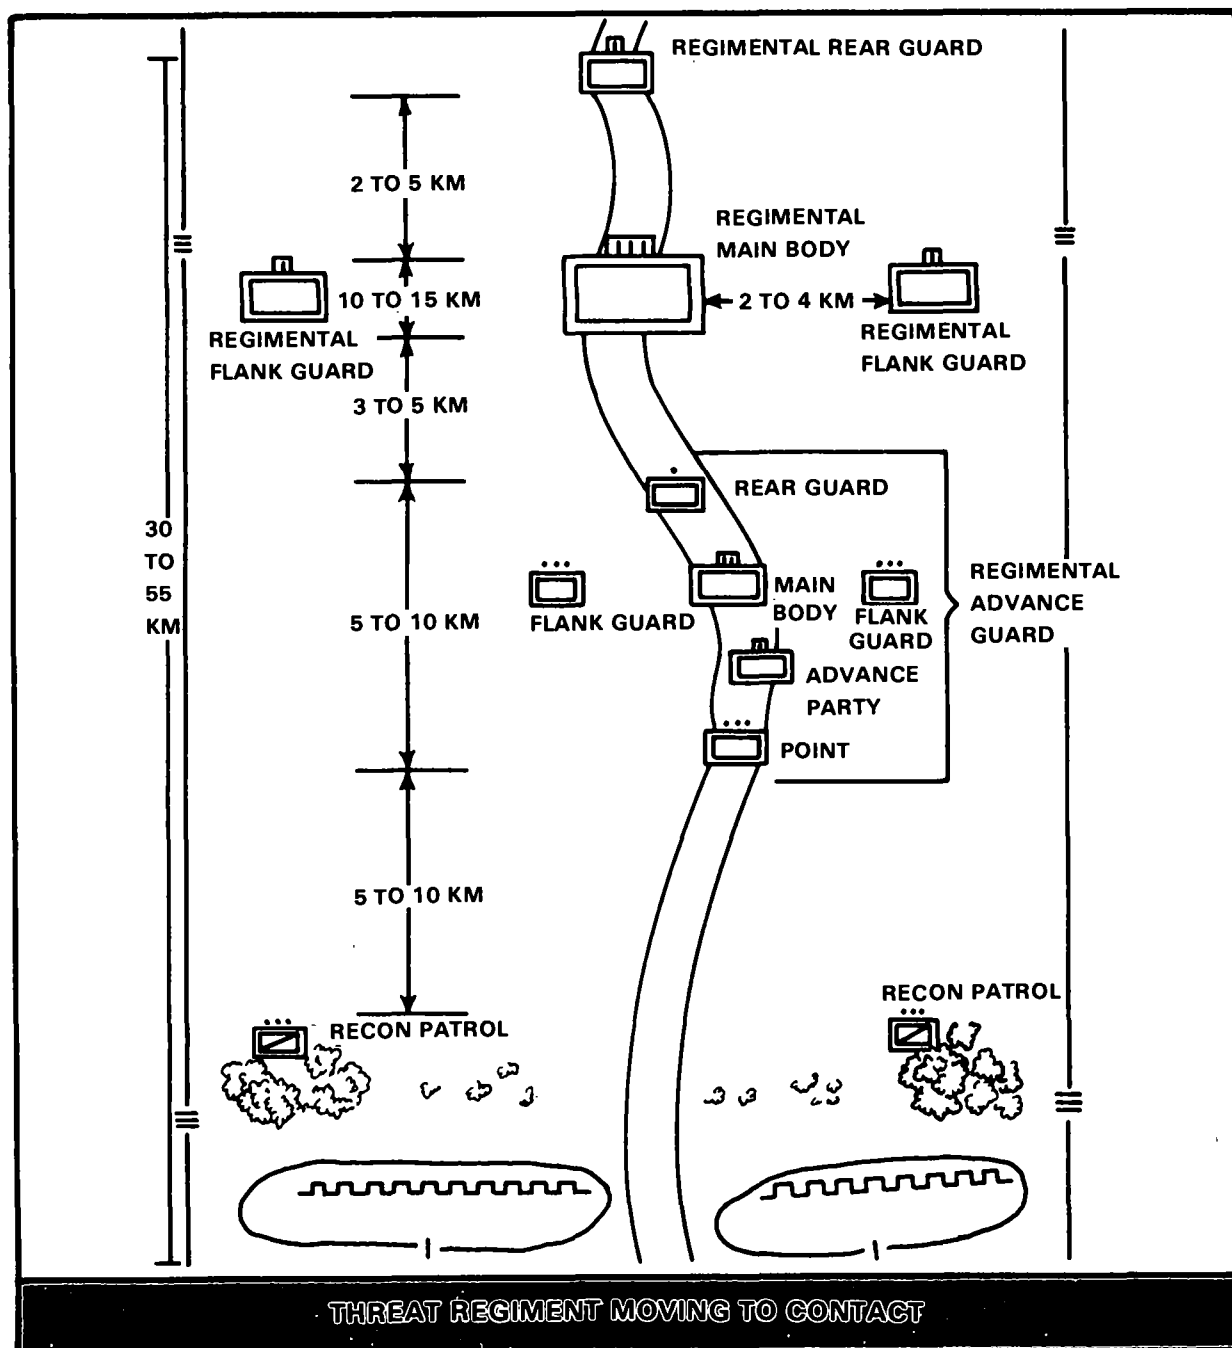 REGIMENTAL REAR GUARD
2 TO 5 KM
REGIMENTAL
MAIN BODY
10 TO 15 KM
2 TO 4 KM
REGIMENTAL
FLANK GUARD
REGIMENTAL
FLANK GUARD
3 TO 5 KM
REAR GUARD
30
TO
55
KM
FLANK GUARD
MAIN
BODY
FLANK
GUARD
REGIMENTAL
ADVANCE
GUARD
5 TO 10 KM
ADVANCE
PARTY
POINT
5 TO 10 KM
RECON PATROL
RECON PATROL
THREAT REGIMENT MOVING TO CONTACT